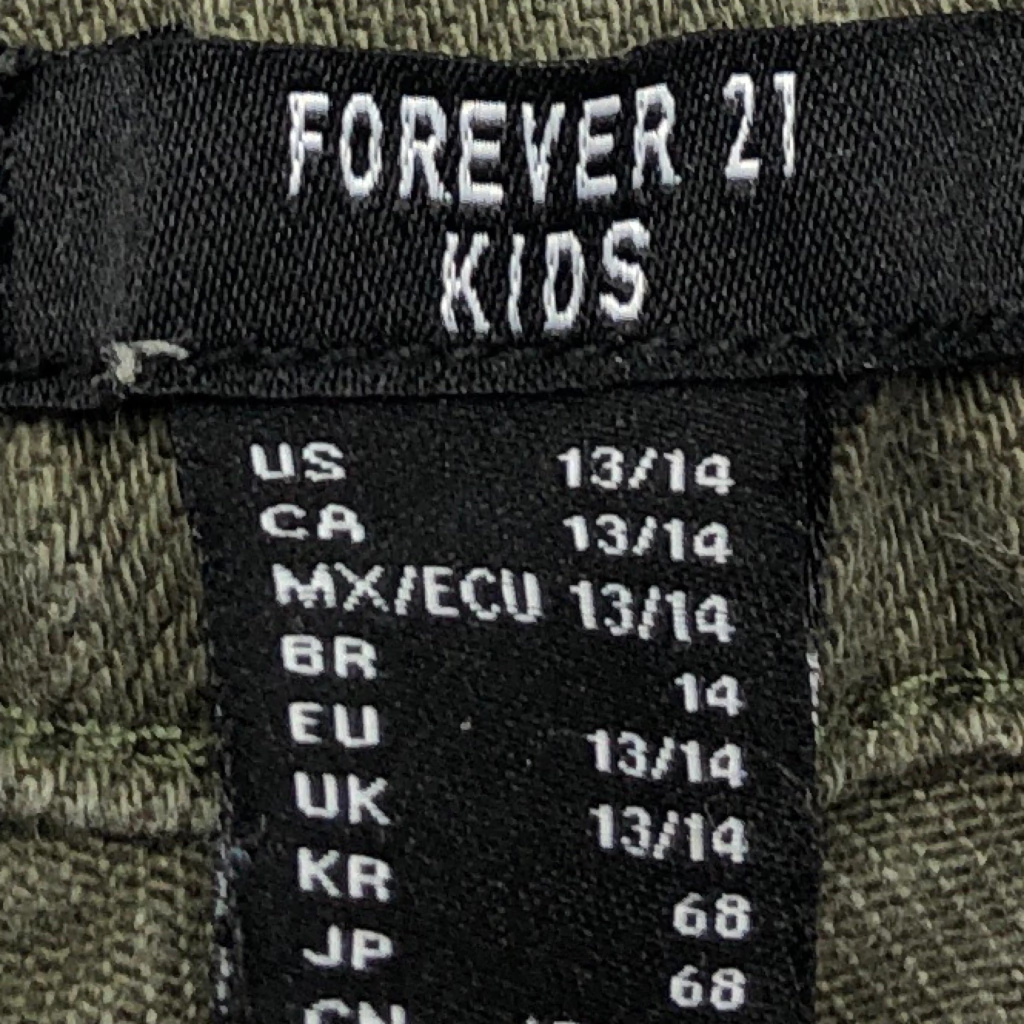 FOREVER 21
KIDS
US 13/14
CA 13/14
MX/ECU 13/14
BR 14
EU 13/14
UK 13/14
KR 68
JP 68
CN